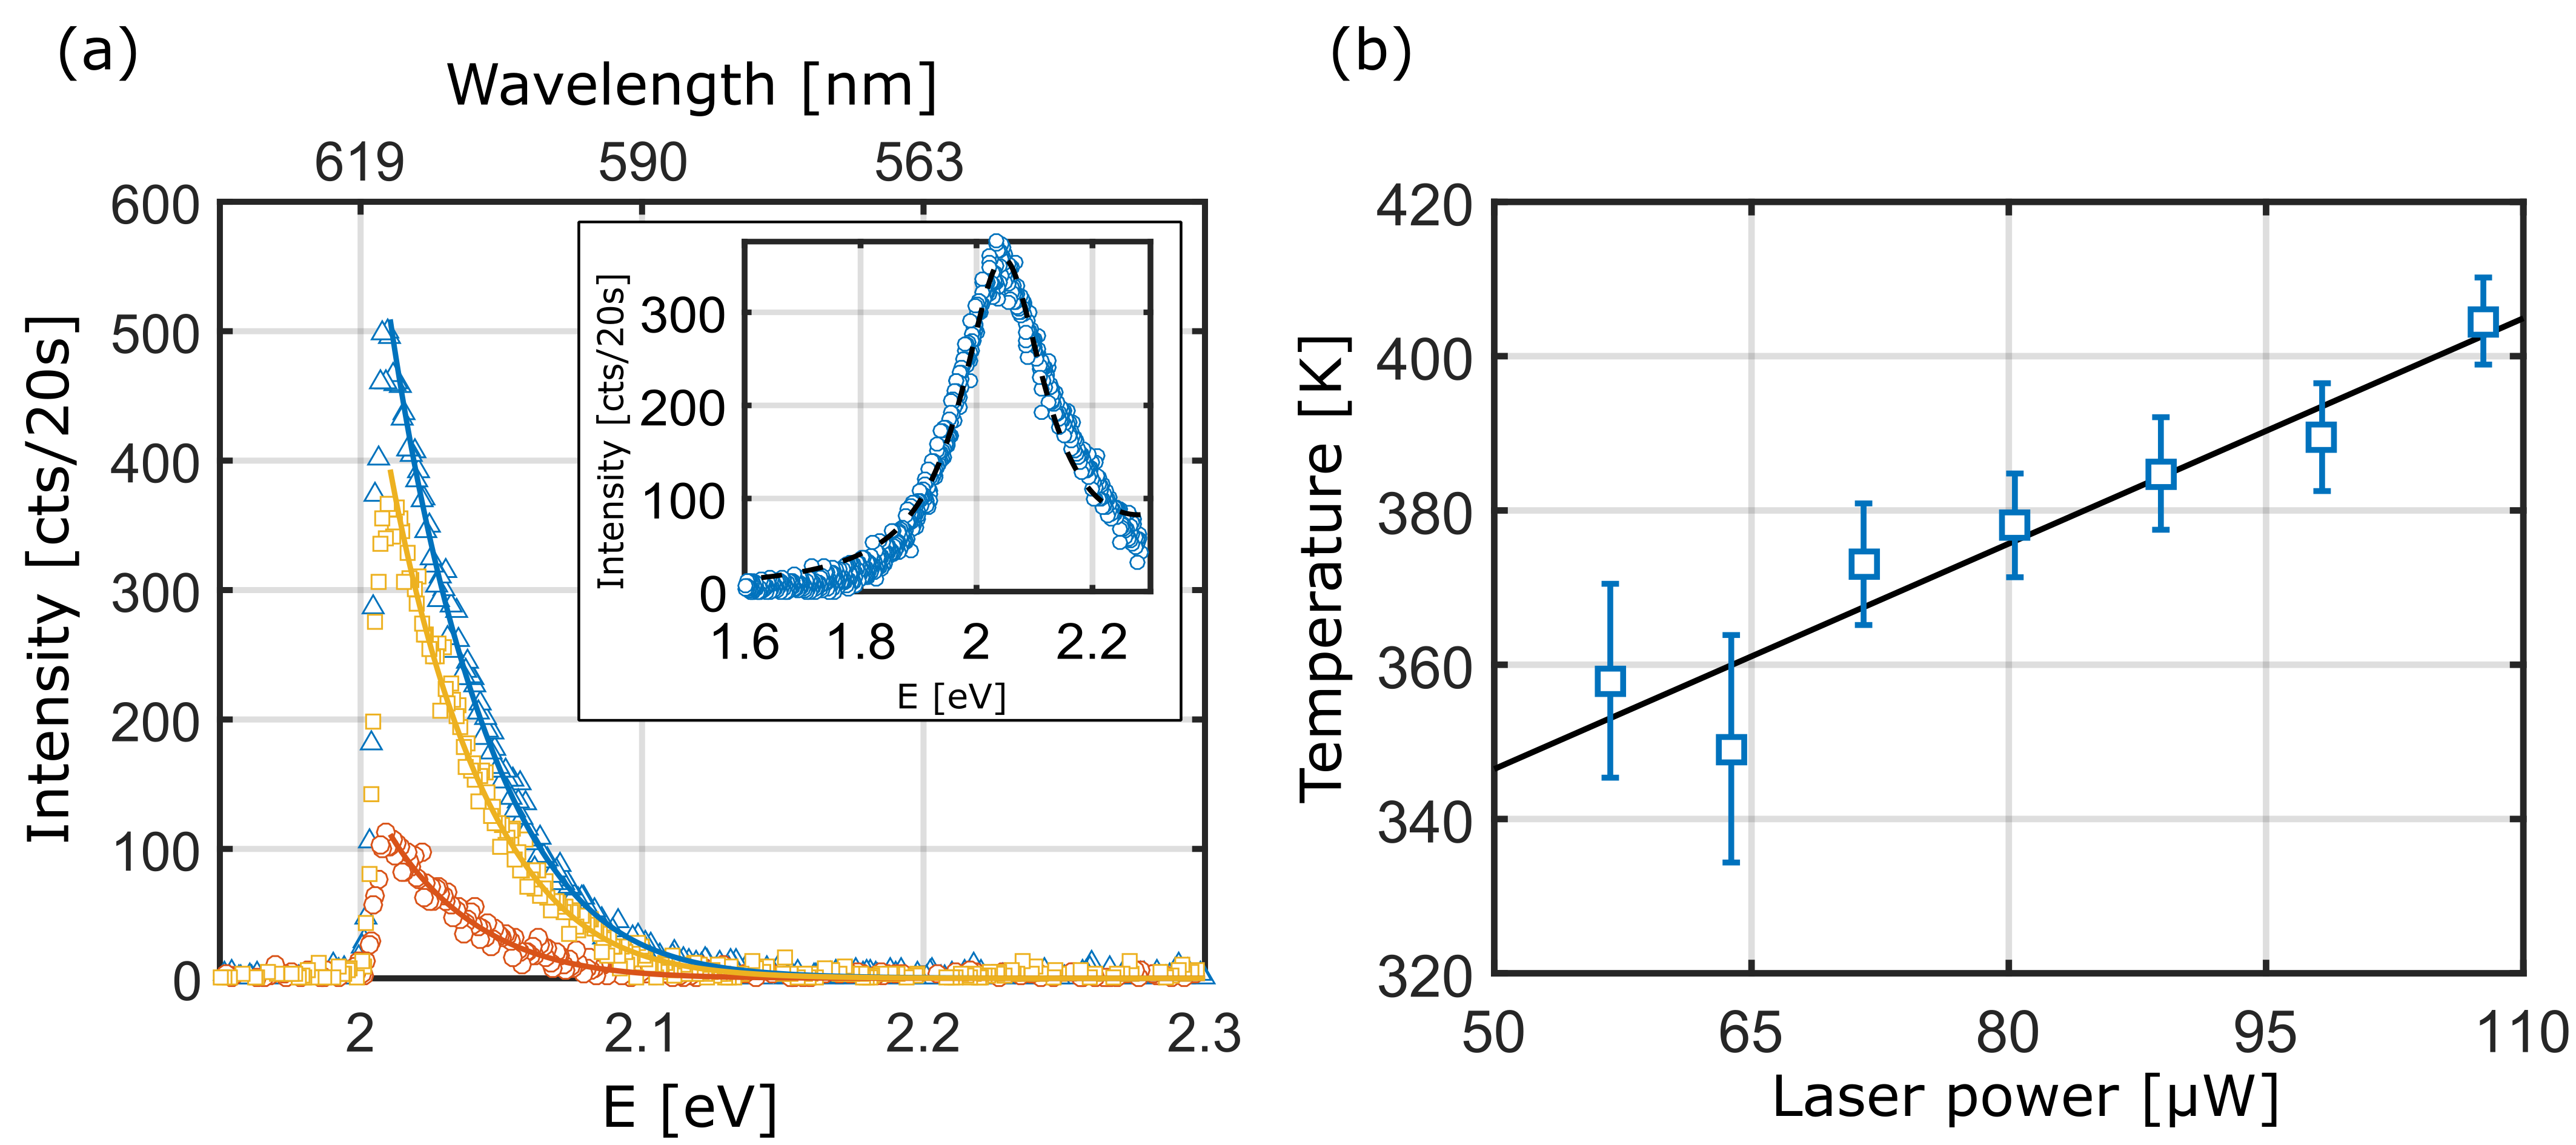 (a)
Wavelength [nm]
619 590 563
600
500
400
300
200
100
0
Intensity [cts/20s]
2 2.1 2.2 2.3
E [eV]
300
200
100
0
Intensity [cts/20s]
1.6 1.8 2 2.2
E [eV]
(b)
420
400
380
360
340
320
Temperature [K]
50 65 80 95 110
Laser power [µW]